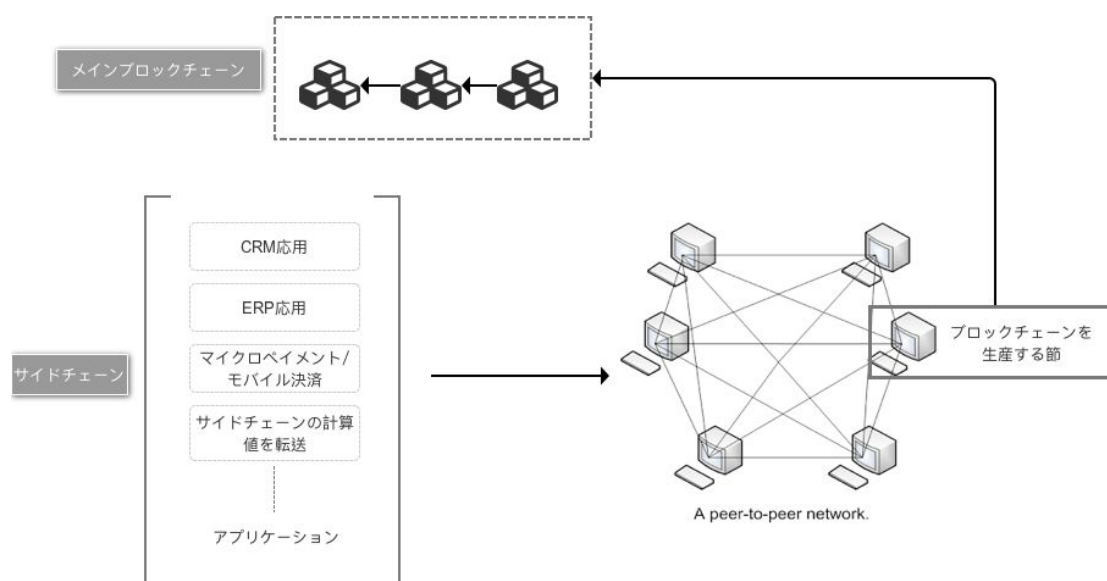 メインブロックチェーン
CRM応用
ERP応用
マイクロペイメント/
モバイル決済
サイドチェーン
サイドチェーンの計算
値を転送
アプリケーション
ブロックチェーンを
生産する節
A peer-to-peer network.